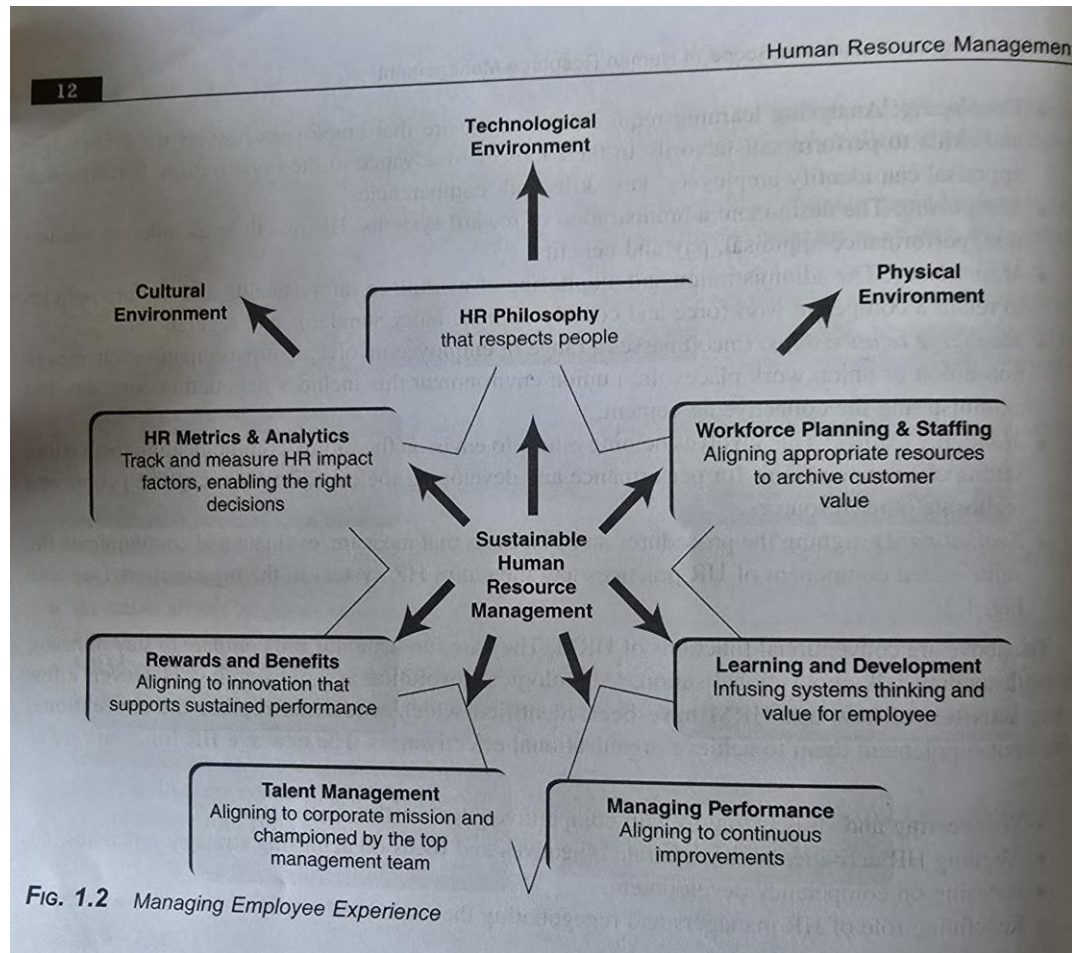 12
Human Resource Managemen
Technological
Environment
Cultural
Environment
Physical
Environment
HR Philosophy
that respects people
HR Metrics & Analytics
Track and measure HR impact
factors, enabling the right
decisions
Workforce Planning & Staffing
Aligning appropriate resources
to archive customer
value
Sustainable
Human
Resource
Management
Rewards and Benefits
Aligning to innovation that
supports sustained performance
Learning and Development
Infusing systems thinking and
value for employee
Talent Management
Aligning to corporate mission and
championed by the top
management team
Managing Performance
Aligning to continuous
improvements
FIG. 1.2 Managing Employee Experience